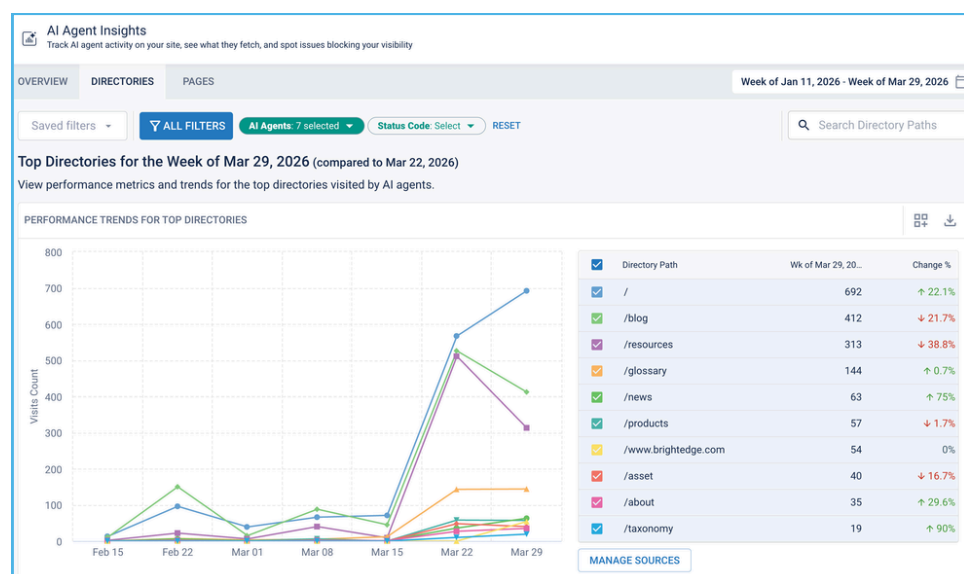 AI Agent Insights
Track AI agent activity on your site, see what they fetch, and spot issues blocking your visibility
OVERVIEW DIRECTORIES PAGES
Week of Jan 11, 2026 - Week of Mar 29, 2026
Saved filters ALL FILTERS AI Agents: 7 selected Status Code: Select RESET
Search Directory Paths
Top Directories for the Week of Mar 29, 2026 (compared to Mar 22, 2026)
View performance metrics and trends for the top directories visited by AI agents.
PERFORMANCE TRENDS FOR TOP DIRECTORIES
Visits Count
800
700
600
500
400
300
200
100
0
Feb 15 Feb 22 Mar 01 Mar 08 Mar 15 Mar 22 Mar 29
Directory Path Wk of Mar 29, 20... Change %
/ 692 ↑ 22.1%
/blog 412 ↓ 21.7%
/resources 313 ↓ 38.8%
/glossary 144 ↑ 0.7%
/news 63 ↑ 75%
/products 57 ↓ 1.7%
/www.brightedge.com 54 0%
/asset 40 ↓ 16.7%
/about 35 ↑ 29.6%
/taxonomy 19 ↑ 90%
MANAGE SOURCES